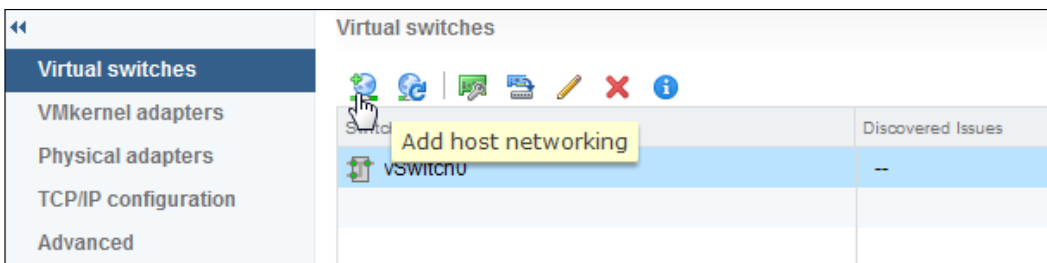 Virtual switches
Virtual switches
VMkernel adapters
Physical adapters
TCP/IP configuration
Advanced
Add host networking
Discovered Issues
vSwitch0
--